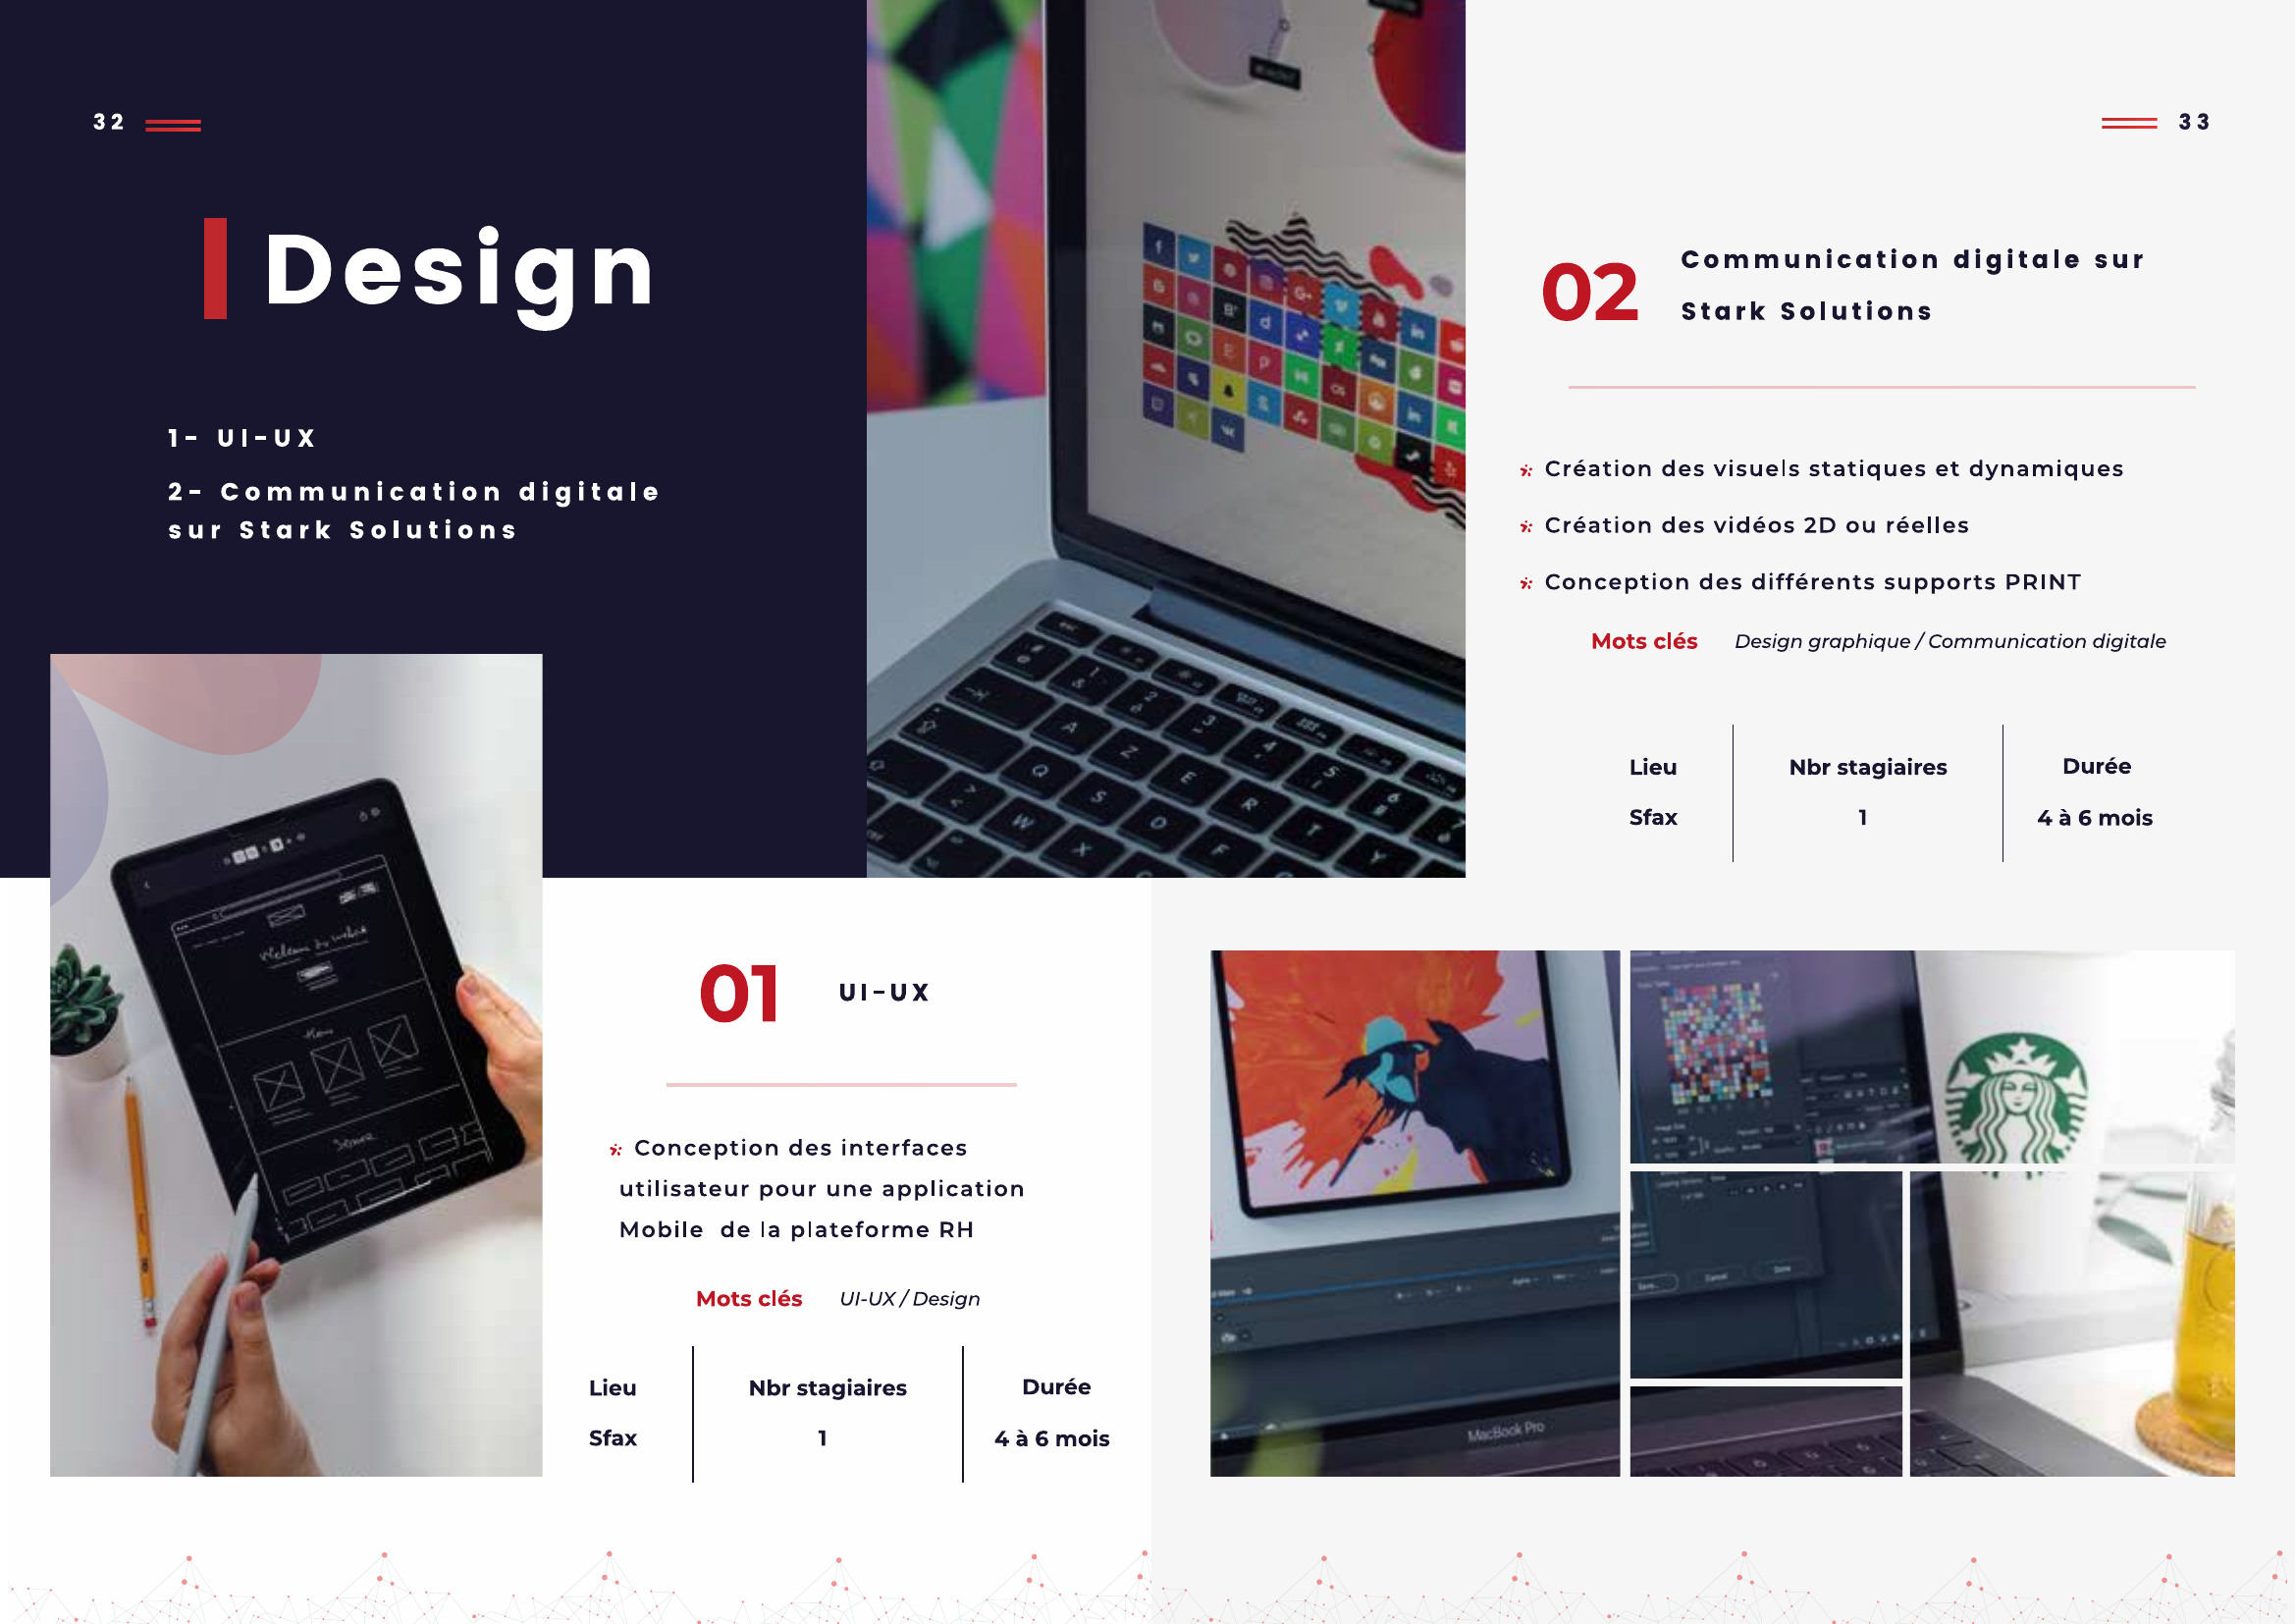 32
Design
1- UI-UX
2- Communication digitale
sur Stark Solutions
01
UI-UX
Conception des interfaces
utilisateur pour une application
Mobile de la plateforme RH
Mots clés UI-UX / Design
Lieu Nbr stagiaires Durée
Sfax 1 4 à 6 mois
33
02
Communication digitale sur
Stark Solutions
Création des visuels statiques et dynamiques
Création des vidéos 2D ou réelles
Conception des différents supports PRINT
Mots clés Design graphique / Communication digitale
Lieu Nbr stagiaires Durée
Sfax 1 4 à 6 mois
MacBook Pro